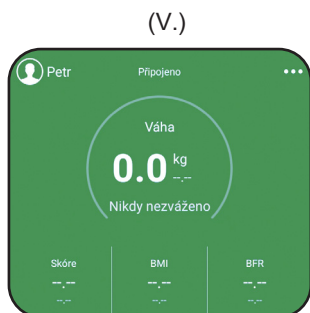 (V.)
Petr Připojeno •••
Váha
0.0 kg
--.--
Nikdy nezváženo
Skóre BMI BFR
--.-- --.-- --.--
--.-- --.-- --.--